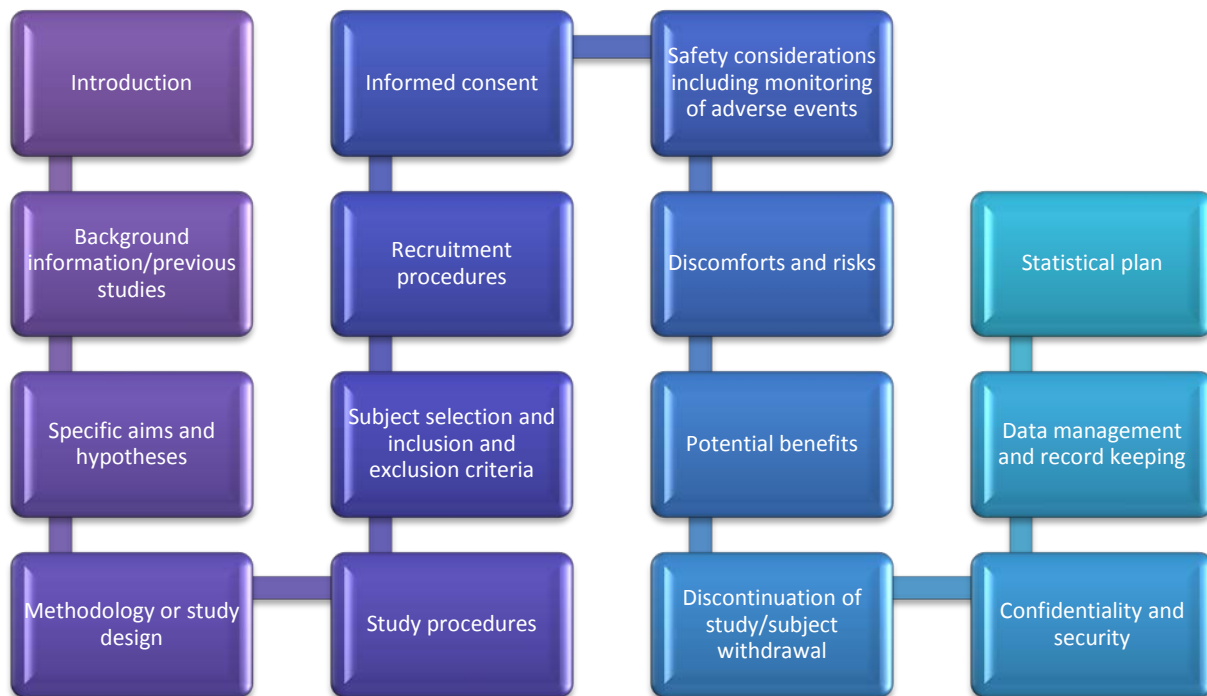 Introduction
Background
information/previous
studies
Specific aims and
hypotheses
Methodology or study
design
Study procedures
Subject selection and
inclusion and
exclusion criteria
Recruitment
procedures
Informed consent
Safety considerations
including monitoring
of adverse events
Discomforts and risks
Potential benefits
Discontinuation of
study/subject
withdrawal
Confidentiality and
security
Data management
and record keeping
Statistical plan